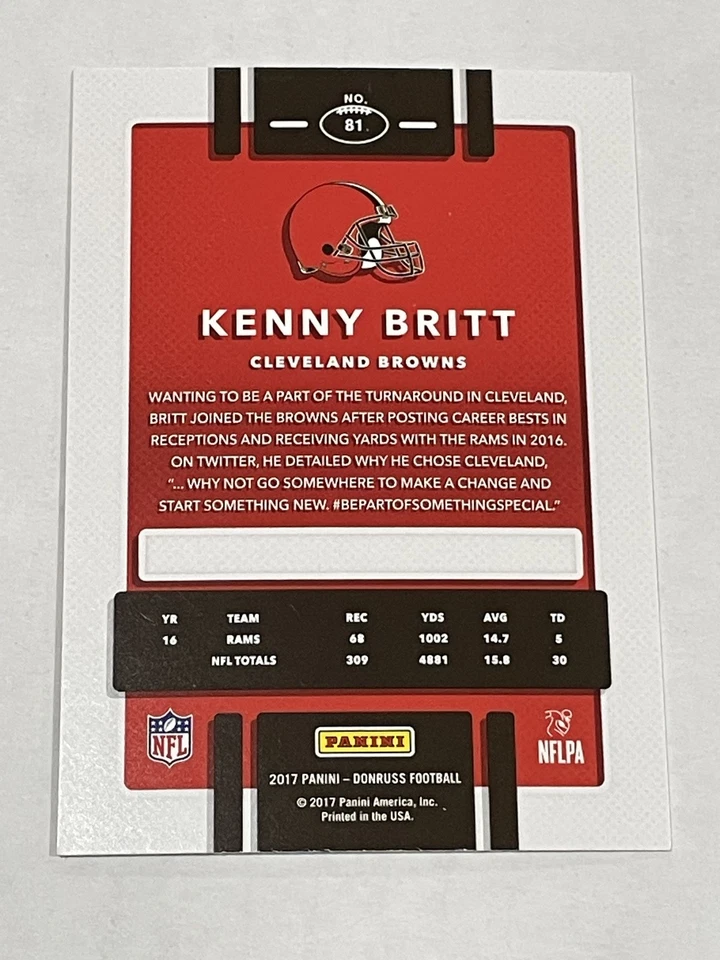 NO.
81
KENNY BRITT
CLEVELAND BROWNS
WANTING TO BE A PART OF THE TURNAROUND IN CLEVELAND,
BRITT JOINED THE BROWNS AFTER POSTING CAREER BESTS IN
RECEPTIONS AND RECEIVING YARDS WITH THE RAMS IN 2016.
ON TWITTER, HE DETAILED WHY HE CHOSE CLEVELAND,
"... WHY NOT GO SOMEWHERE TO MAKE A CHANGE AND
START SOMETHING NEW. #BEPARTOFSOMETHINGSPECIAL."
YR TEAM REC YDS AVG TD
16 RAMS 68 1002 14.7 5
NFL TOTALS 309 4881 15.8 30
NFL
PANINI
NFLPA
2017 PANINI – DONRUSS FOOTBALL
© 2017 Panini America, Inc.
Printed in the USA.